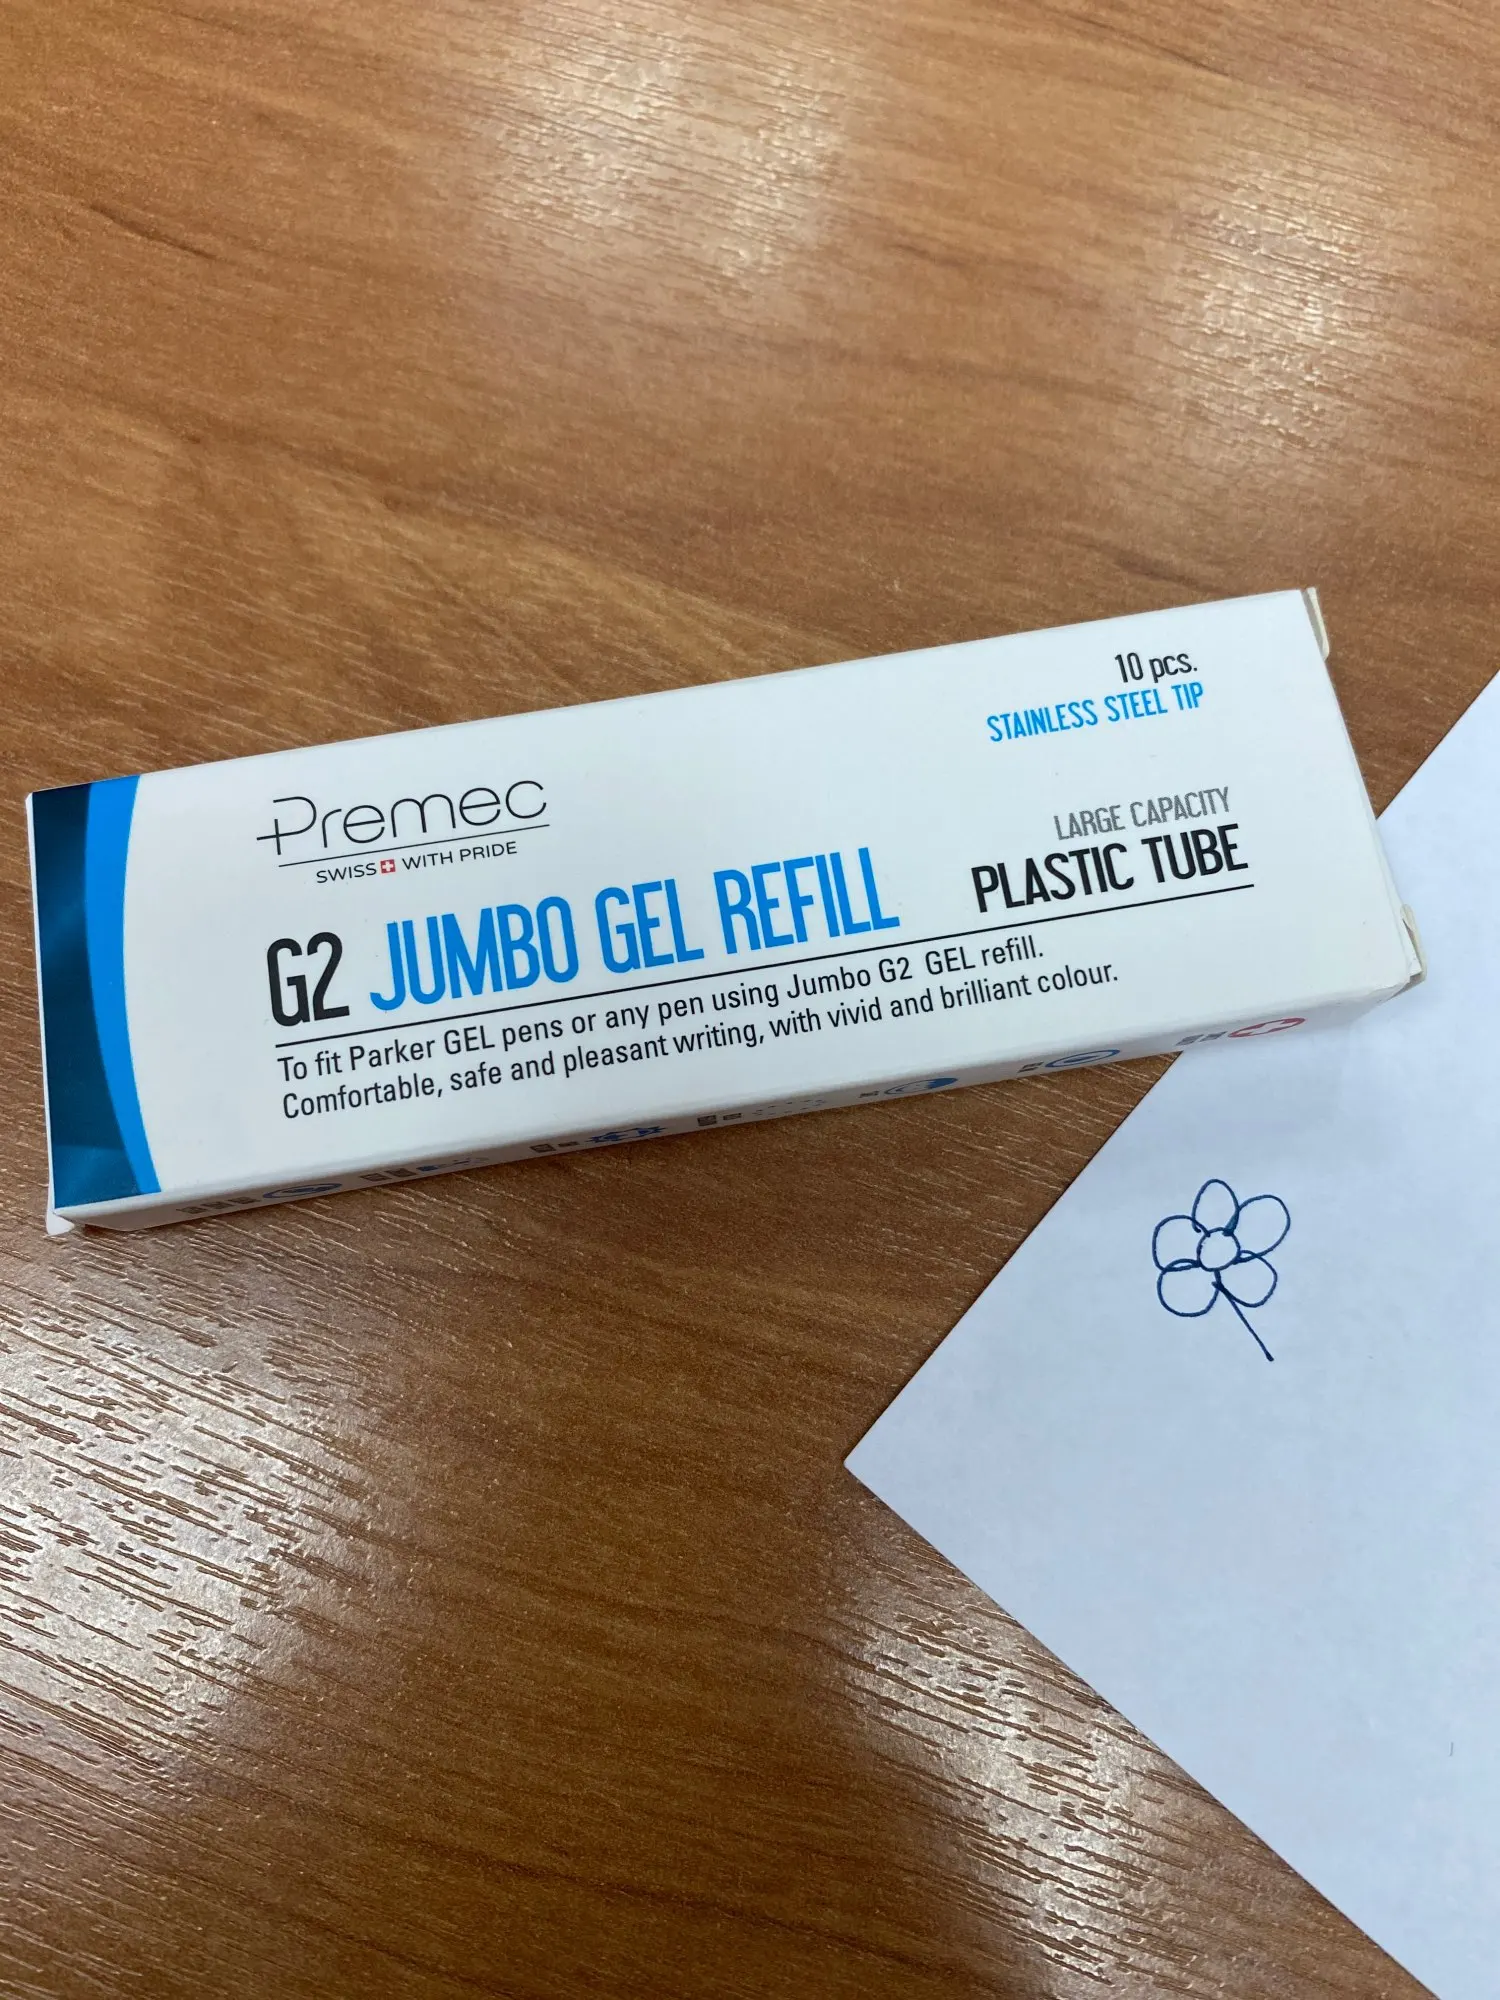 10 pcs.
STAINLESS STEEL TIP
Premec
SWISS WITH PRIDE
LARGE CAPACITY
PLASTIC TUBE
G2 JUMBO GEL REFILL
To fit Parker GEL pens or any pen using Jumbo G2 GEL refill.
Comfortable, safe and pleasant writing, with vivid and brilliant colour.